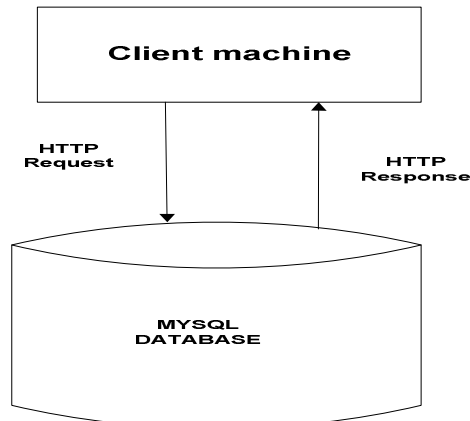 Client machine
HTTP
Request
HTTP
Response
MYSQL
DATABASE